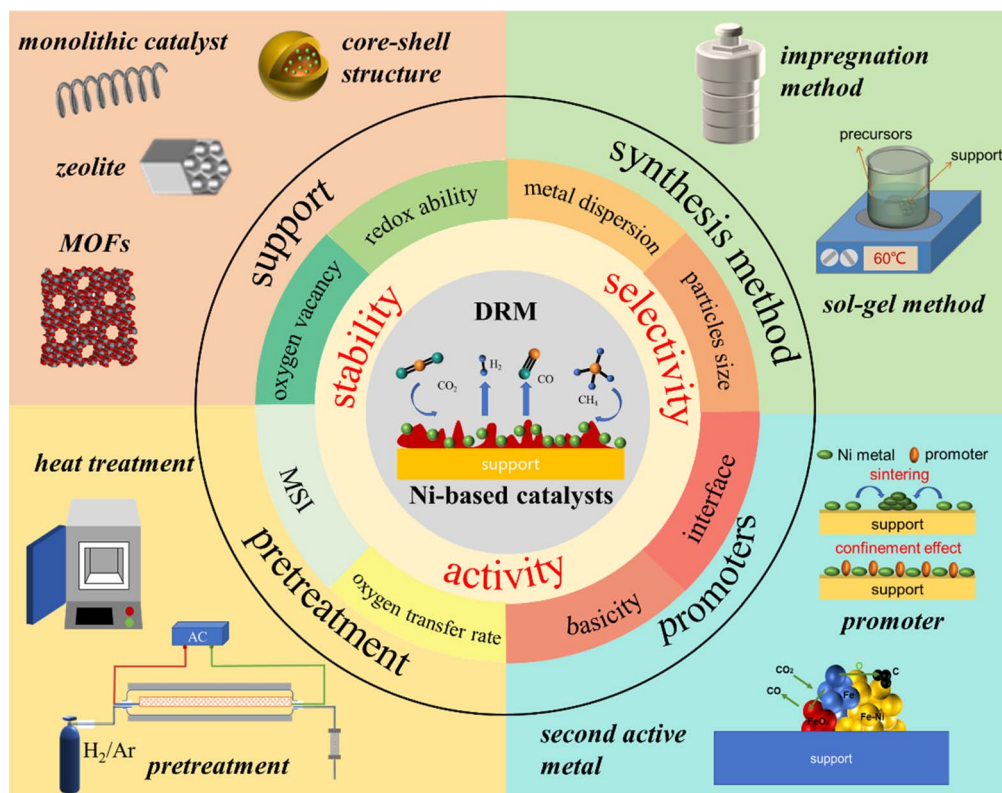 monolithic catalyst
core-shell
structure
zeolite
MOFs
impregnation
method
precursors
support
60℃
sol-gel method
support
synthesis method
pretreatment
promoters
redox ability
metal dispersion
oxygen vacancy
particles size
MSI
interface
oxygen transfer rate
basicity
stability
selectivity
activity
DRM
CO₂
H₂
CO
CH₄
support
Ni-based catalysts
heat treatment
AC
H₂/Ar
pretreatment
Ni metal promoter
sintering
support
confinement effect
support
promoter
CO₂
CO
O
C
Fe
FeOₓ
Fe-Ni
support
second active
metal